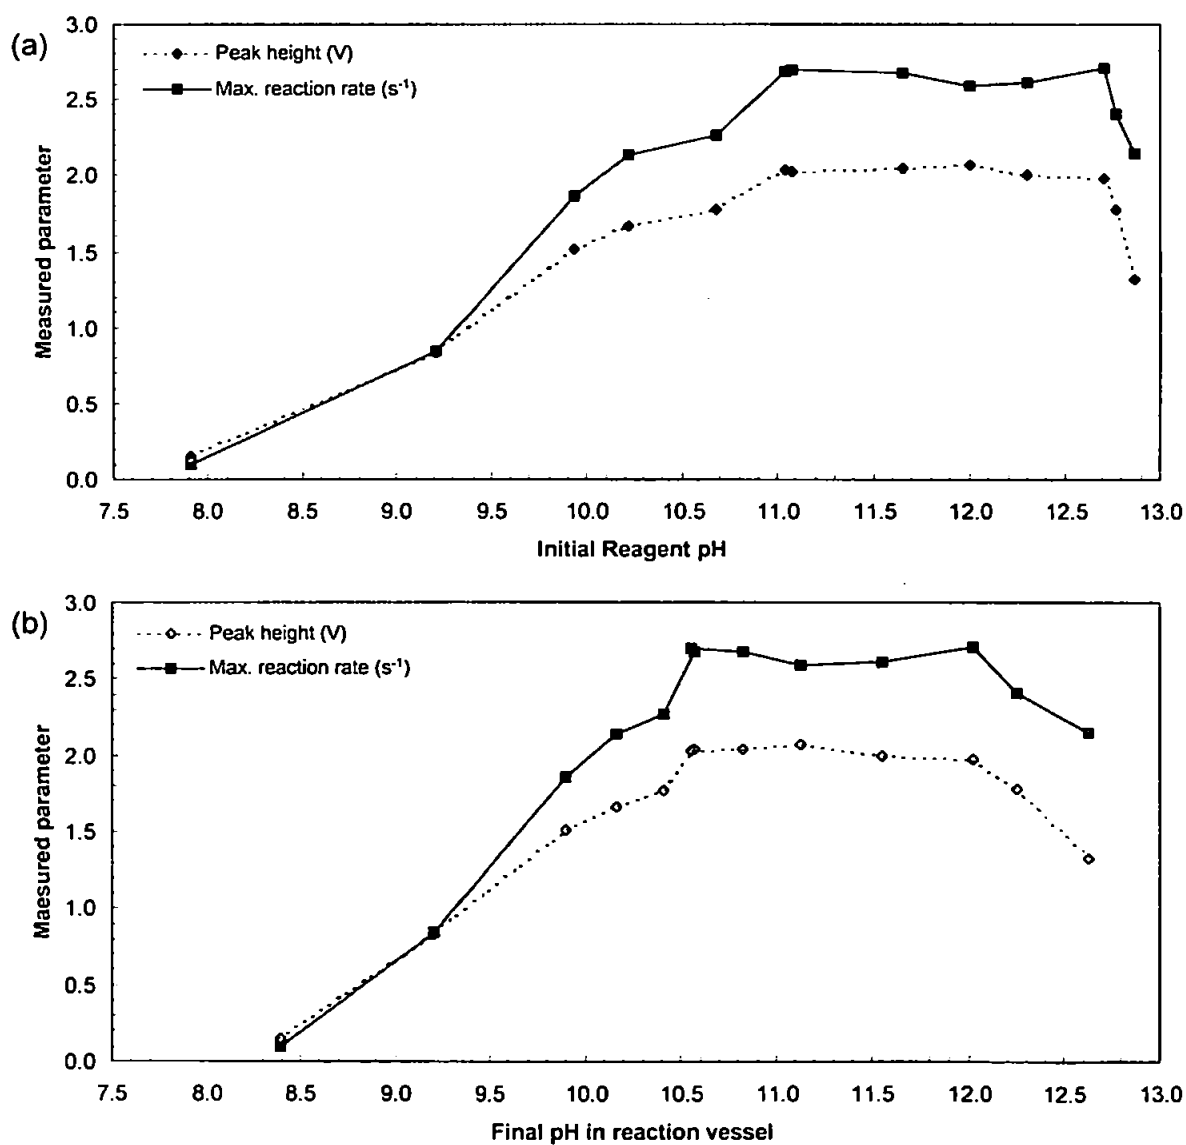 (a)
3.0
Peak height (V)
Max. reaction rate (s⁻¹)
2.5
2.0
1.5
1.0
0.5
0.0
Measured parameter
7.5 8.0 8.5 9.0 9.5 10.0 10.5 11.0 11.5 12.0 12.5 13.0
Initial Reagent pH
(b)
3.0
Peak height (V)
Max. reaction rate (s⁻¹)
2.5
2.0
1.5
1.0
0.5
0.0
Maesured parameter
7.5 8.0 8.5 9.0 9.5 10.0 10.5 11.0 11.5 12.0 12.5 13.0
Final pH in reaction vessel